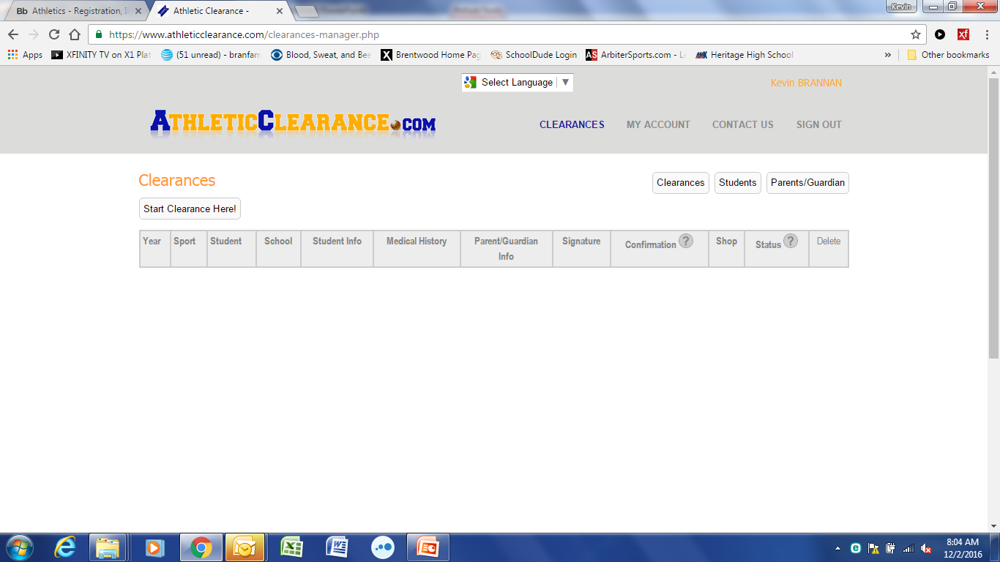 Bb Athletics - Registration, I
Athletic Clearance -
Kevin
https://www.athleticclearance.com/clearances-manager.php
Apps
XFINITY TV on X1 Plat
(51 unread) - branfam
Blood, Sweat, and Bee
Brentwood Home Pag
SchoolDude Login
AS ArbiterSports.com - Le
Heritage High School
»
Other bookmarks
Select Language ▼
Kevin BRANNAN
ATHLETICCLEARANCE.COM
CLEARANCES
MY ACCOUNT
CONTACT US
SIGN OUT
Clearances
Clearances
Students
Parents/Guardian
Start Clearance Here!
Year
Sport
Student
School
Student Info
Medical History
Parent/Guardian
Info
Signature
Confirmation ?
Shop
Status ?
Delete
8:04 AM
12/2/2016